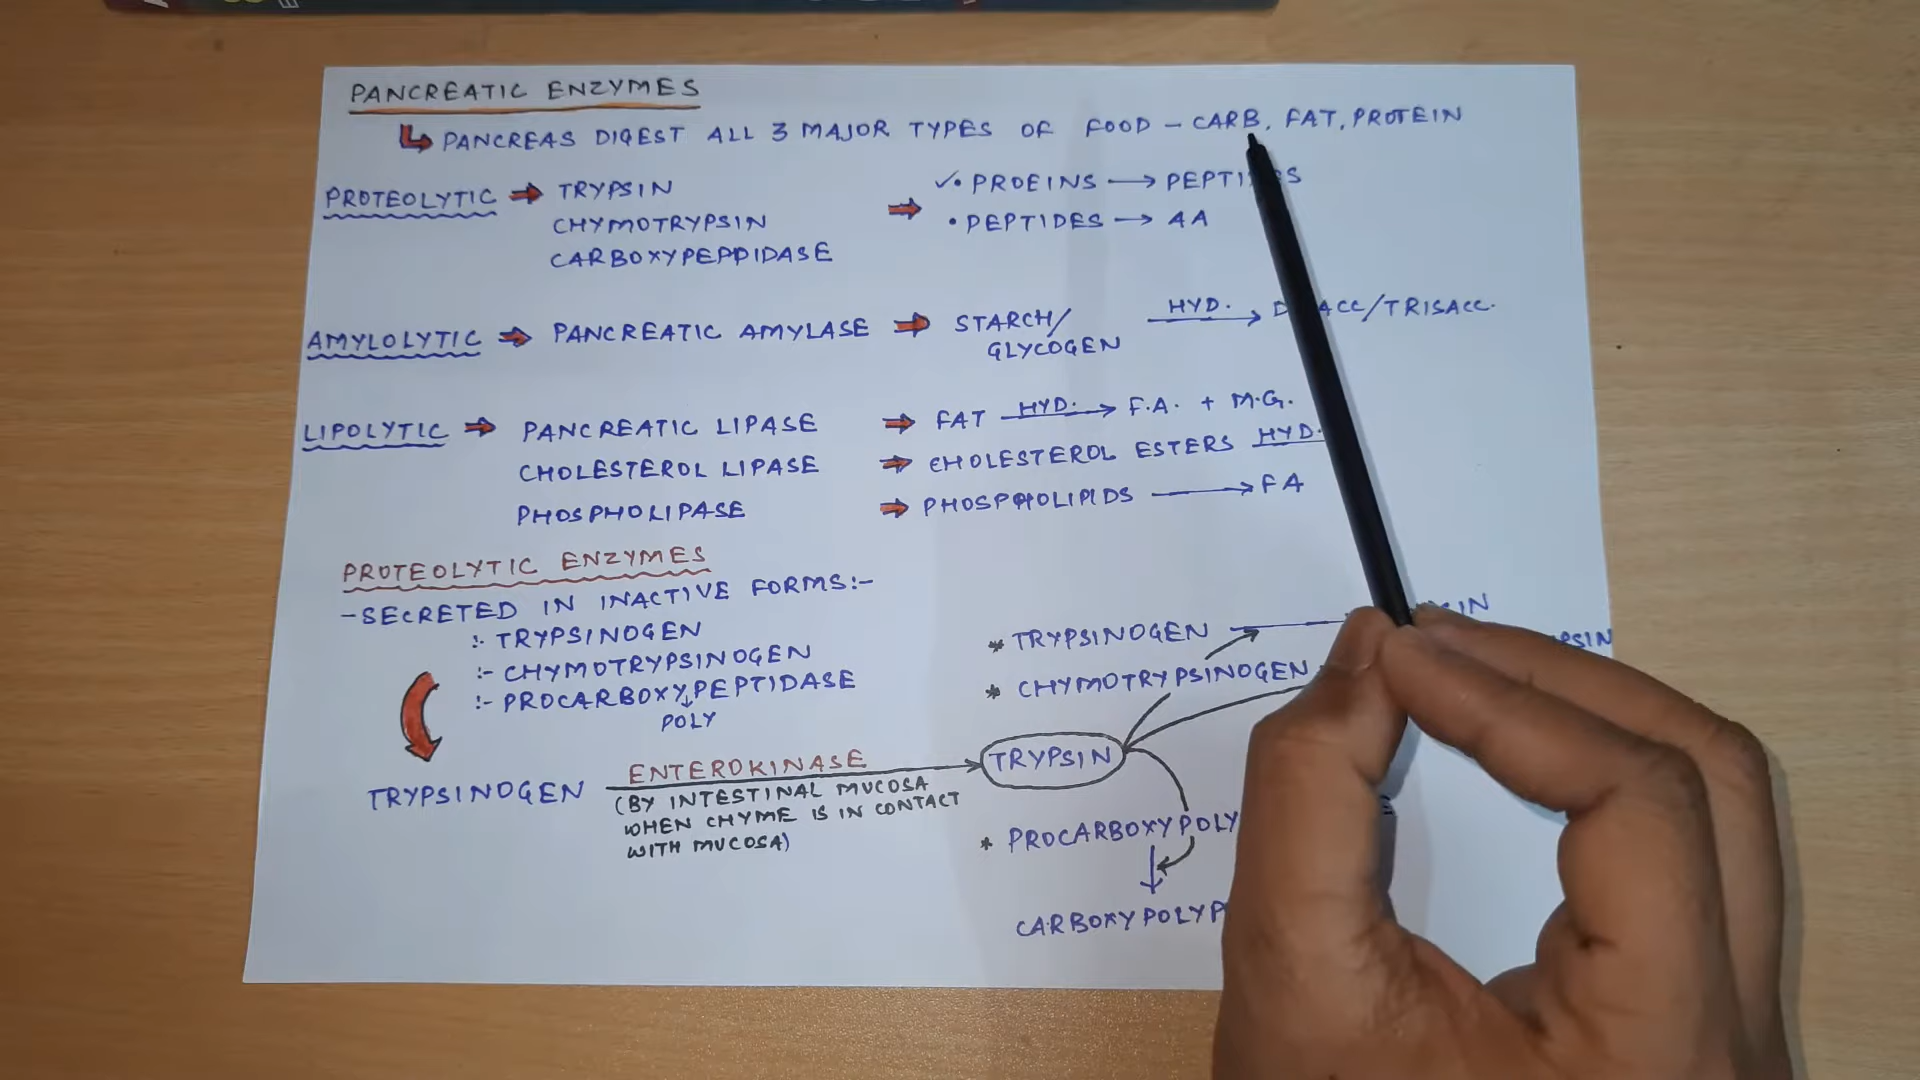 PANCREATIC ENZYMES
PANCREAS DIGEST ALL 3 MAJOR TYPES OF FOOD - CARB, FAT, PROTEIN
PROTEOLYTIC → TRYPSIN
CHYMOTRYPSIN
CARBOXYPEPPIDASE
✓• PROEINS → PEPTI S
• PEPTIDES → AA
AMYLOLYTIC → PANCREATIC AMYLASE → STARCH/ GLYCOGEN HYD. → D ACC/TRISACC.
LIPOLYTIC → PANCREATIC LIPASE → FAT HYD. → F.A. + M.G.
CHOLESTEROL LIPASE → CHOLESTEROL ESTERS HYD.
PHOSPHOLIPASE → PHOSPHOLIPIDS → FA
PROTEOLYTIC ENZYMES
- SECRETED IN INACTIVE FORMS:-
:- TRYPSINOGEN
:- CHYMOTRYPSINOGEN
:- PROCARBOXYPEPTIDASE
POLY
TRYPSINOGEN ENTEROKINASE → TRYPSIN
(BY INTESTINAL MUCOSA
WHEN CHYME IS IN CONTACT
WITH MUCOSA)
* TRYPSINOGEN
* CHYMOTRYPSINOGEN
* PROCARBOXYPOLY
CARBOXYPOLYP